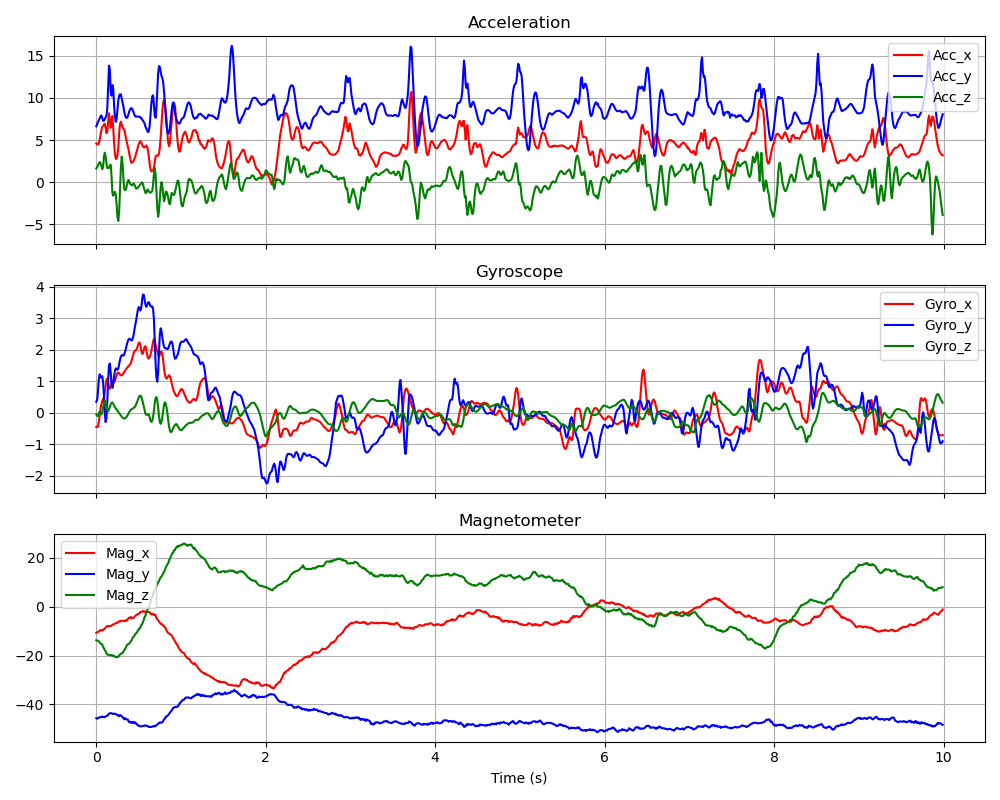 Acceleration
15
10
5
0
−5
Acc_x
Acc_y
Acc_z
Gyroscope
4
3
2
1
0
−1
−2
Gyro_x
Gyro_y
Gyro_z
Magnetometer
20
0
−20
−40
Mag_x
Mag_y
Mag_z
0 2 4 6 8 10
Time (s)